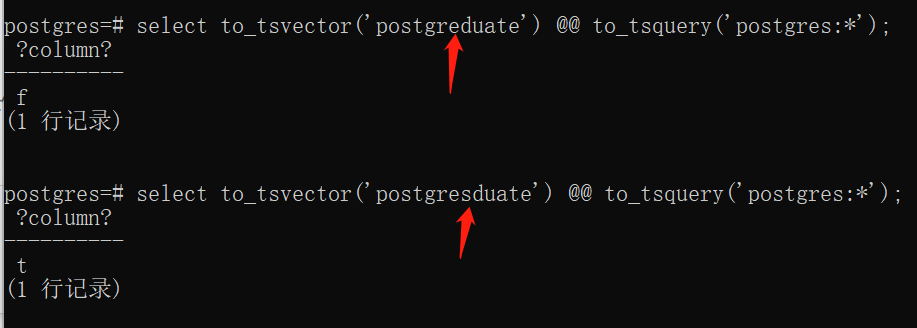 postgres=# select to_tsvector('postgreduate') @@ to_tsquery('postgres:*');
?column?
----------
f
(1 行记录)
postgres=# select to_tsvector('postgresduate') @@ to_tsquery('postgres:*');
?column?
----------
t
(1 行记录)